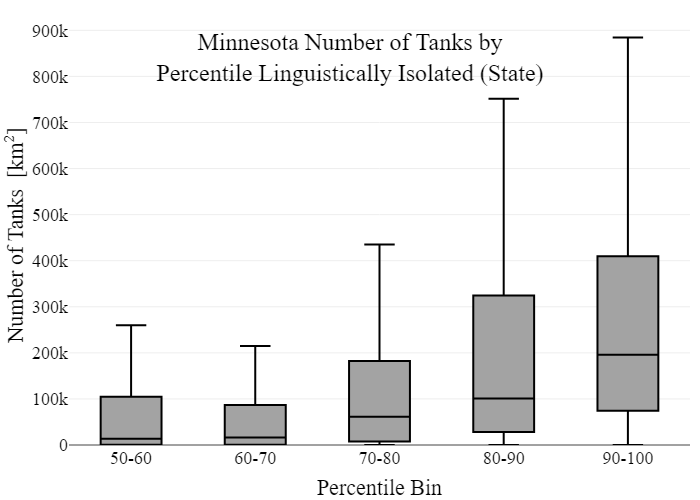 Minnesota Number of Tanks by
Percentile Linguistically Isolated (State)
Number of Tanks [km²]
900k
800k
700k
600k
500k
400k
300k
200k
100k
0
50-60 60-70 70-80 80-90 90-100
Percentile Bin